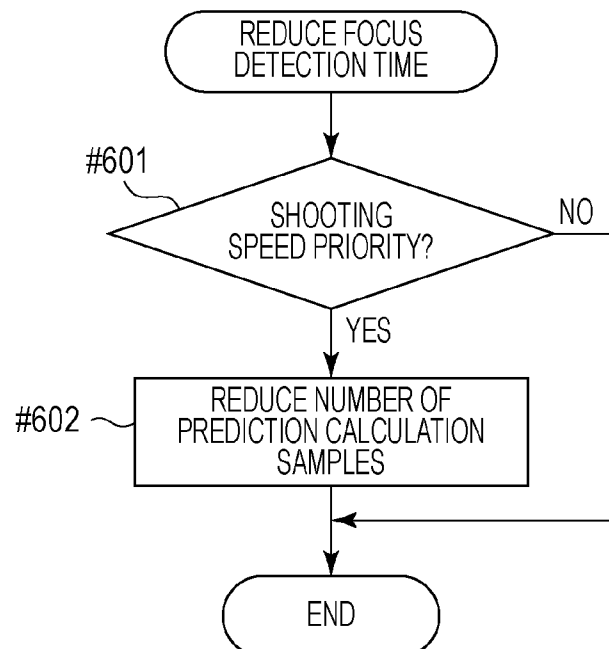 REDUCE FOCUS
DETECTION TIME
#601
SHOOTING
SPEED PRIORITY?
NO
YES
#602
REDUCE NUMBER OF
PREDICTION CALCULATION
SAMPLES
END